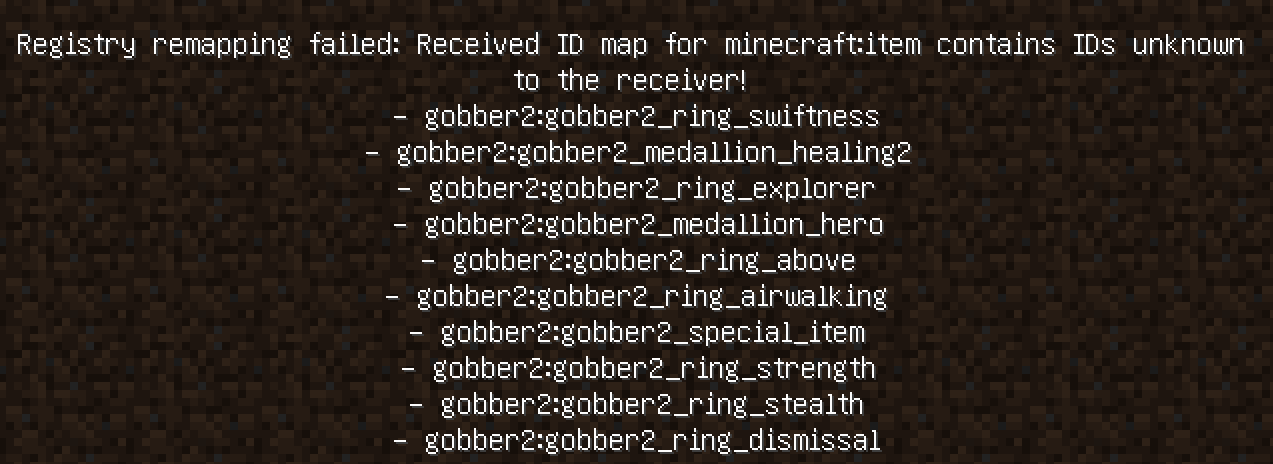 Registry remapping failed: Received ID map for minecraft:item contains IDs unknown
to the receiver!
- gobber2:gobber2_ring_swiftness
- gobber2:gobber2_medallion_healing2
- gobber2:gobber2_ring_explorer
- gobber2:gobber2_medallion_hero
- gobber2:gobber2_ring_above
- gobber2:gobber2_ring_airwalking
- gobber2:gobber2_special_item
- gobber2:gobber2_ring_strength
- gobber2:gobber2_ring_stealth
- gobber2:gobber2_ring_dismissal